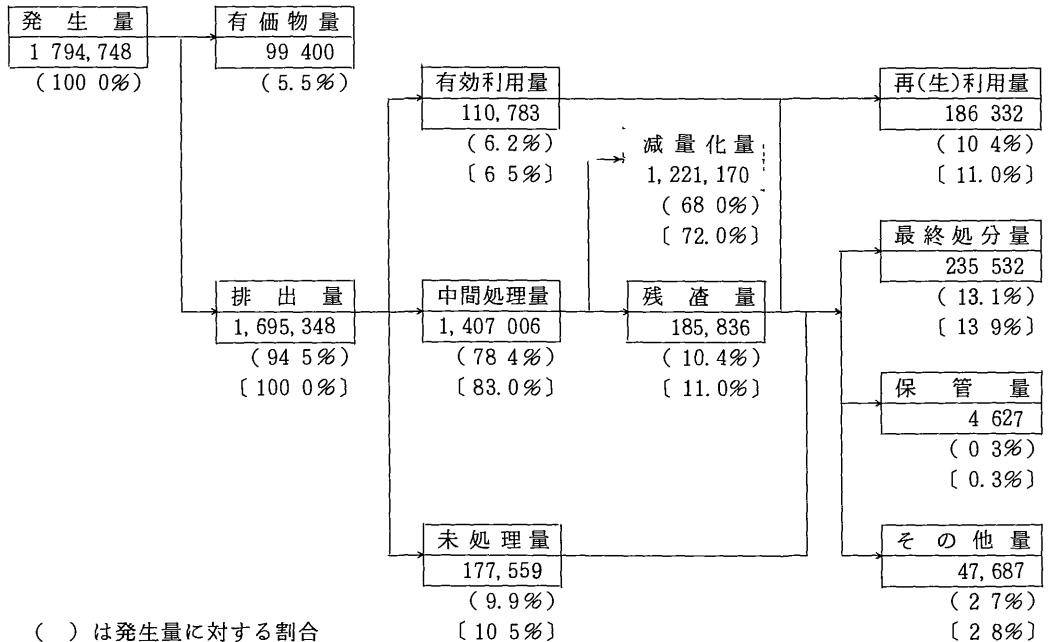 発生量
1 794,748
(100 0%)
有価物量
99 400
(5.5%)
有効利用量
110,783
(6.2%)
〔6 5%〕
再(生)利用量
186 332
(10 4%)
〔11.0%〕
減量化量
1,221,170
(68 0%)
〔72.0%〕
排出量
1,695,348
(94 5%)
〔100 0%〕
中間処理量
1,407 006
(78 4%)
〔83.0%〕
残渣量
185,836
(10.4%)
〔11.0%〕
最終処分量
235 532
(13.1%)
〔13 9%〕
保管量
4 627
(0 3%)
〔0.3%〕
未処理量
177,559
(9.9%)
〔10 5%〕
その他量
47,687
(2 7%)
〔2 8%〕
( )は発生量に対する割合